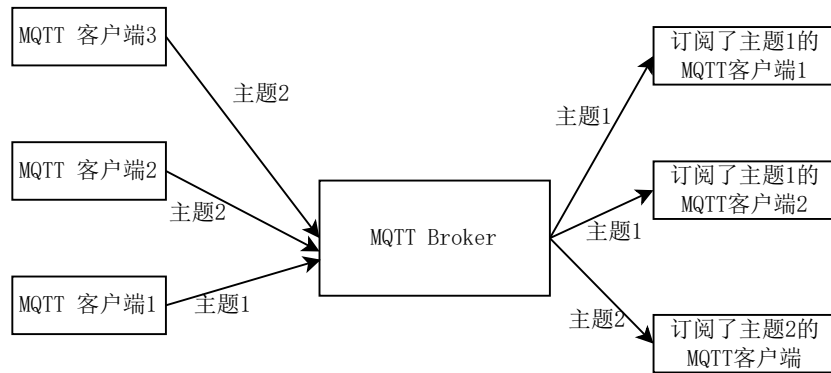 MQTT 客户端3
主题2
MQTT 客户端2
主题2
MQTT 客户端1
主题1
MQTT Broker
主题1
订阅了主题1的
MQTT客户端1
主题1
订阅了主题1的
MQTT客户端2
主题2
订阅了主题2的
MQTT客户端